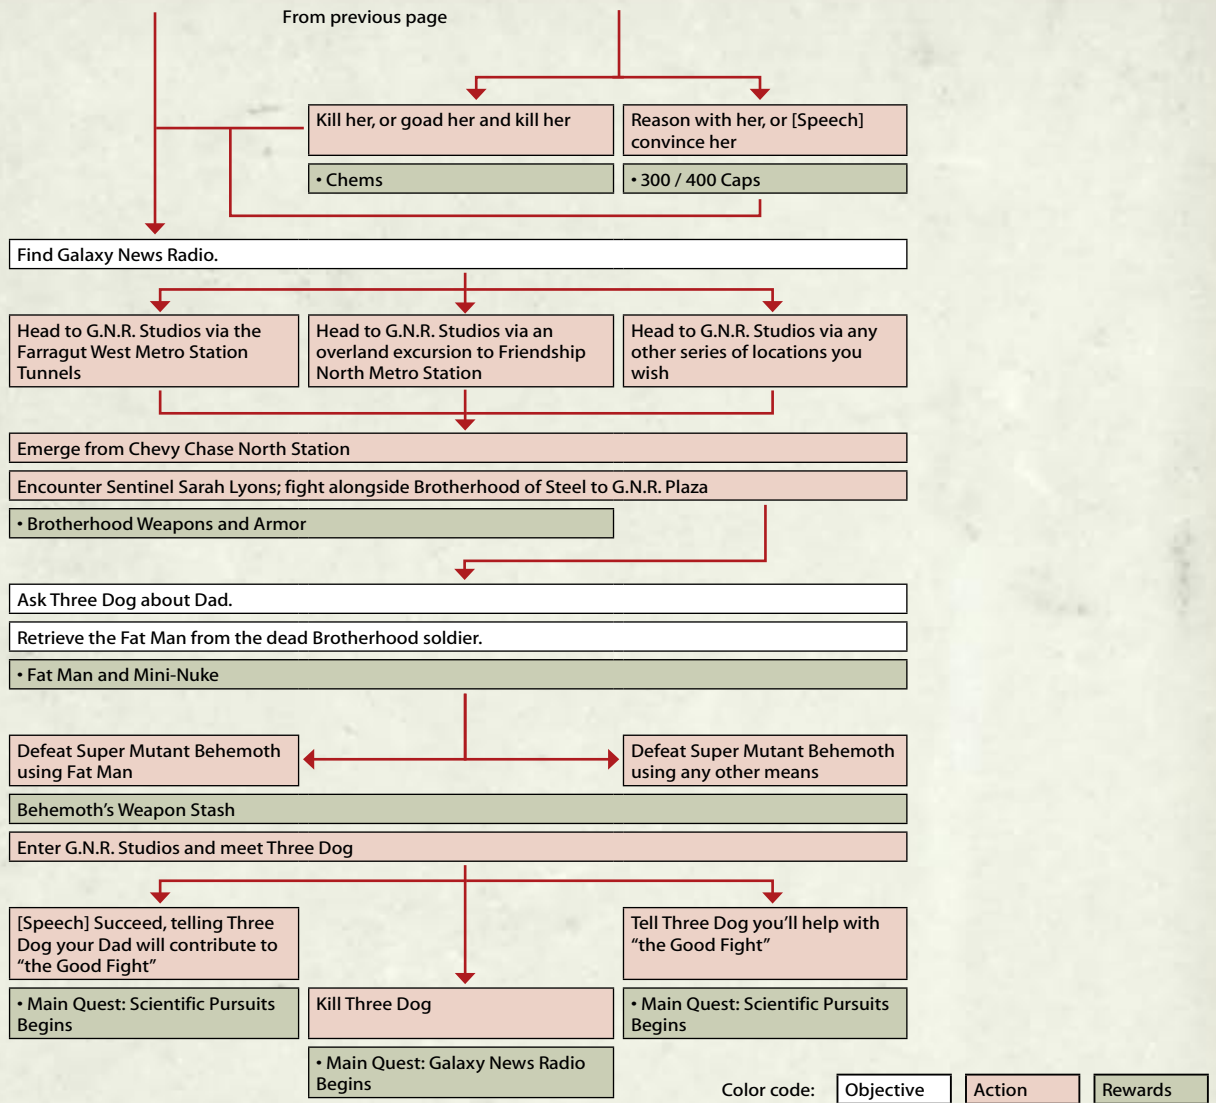 From previous page
Kill her, or goad her and kill her
Reason with her, or [Speech]
convince her
• Chems
• 300 / 400 Caps
Find Galaxy News Radio.
Head to G.N.R. Studios via the
Farragut West Metro Station
Tunnels
Head to G.N.R. Studios via an
overland excursion to Friendship
North Metro Station
Head to G.N.R. Studios via any
other series of locations you
wish
Emerge from Chevy Chase North Station
Encounter Sentinel Sarah Lyons; fight alongside Brotherhood of Steel to G.N.R. Plaza
• Brotherhood Weapons and Armor
Ask Three Dog about Dad.
Retrieve the Fat Man from the dead Brotherhood soldier.
• Fat Man and Mini-Nuke
Defeat Super Mutant Behemoth
using Fat Man
Defeat Super Mutant Behemoth
using any other means
Behemoth’s Weapon Stash
Enter G.N.R. Studios and meet Three Dog
[Speech] Succeed, telling Three
Dog your Dad will contribute to
“the Good Fight”
Tell Three Dog you’ll help with
“the Good Fight”
• Main Quest: Scientific Pursuits
Begins
Kill Three Dog
• Main Quest: Scientific Pursuits
Begins
• Main Quest: Galaxy News Radio
Begins
Color code:
Objective
Action
Rewards